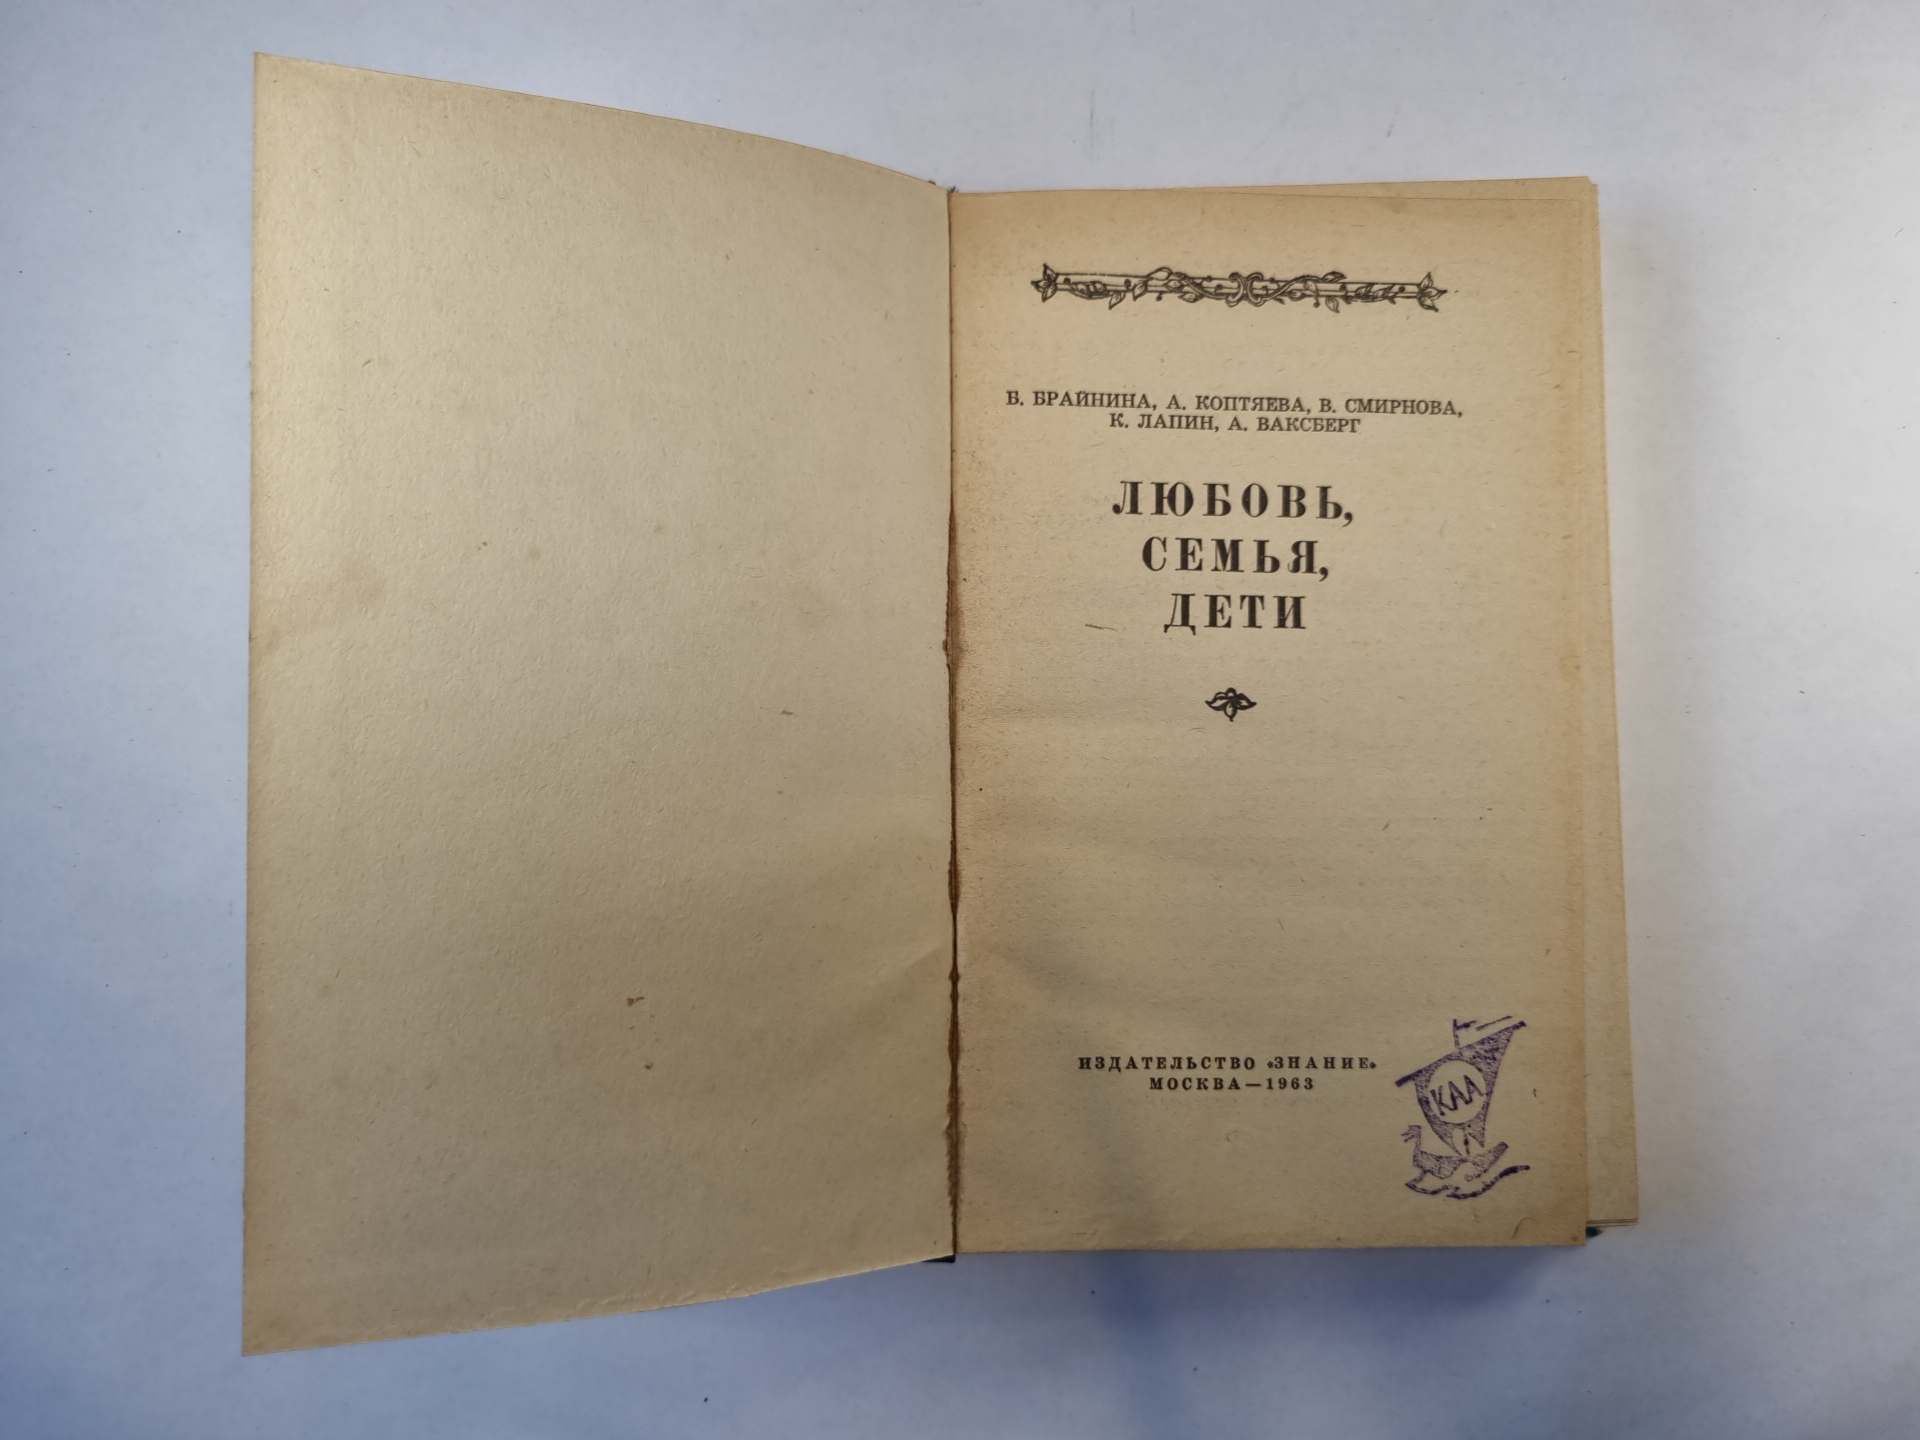 Б. БРАЙНИНА, А. КОПТЯЕВА, В. СМИРНОВА,
К. ЛАПИН, А. ВАКСБЕРГ
ЛЮБОВЬ,
СЕМЬЯ,
ДЕТИ
ИЗДАТЕЛЬСТВО «ЗНАНИЕ»
МОСКВА—1963
КАА